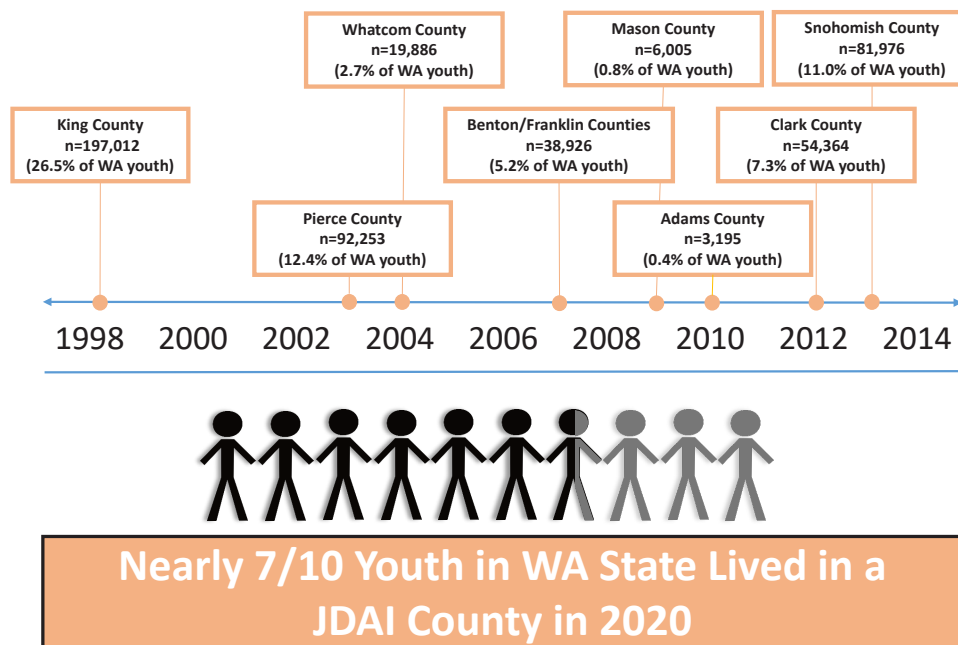 Whatcom County
n=19,886
(2.7% of WA youth)
Mason County
n=6,005
(0.8% of WA youth)
Snohomish County
n=81,976
(11.0% of WA youth)
King County
n=197,012
(26.5% of WA youth)
Benton/Franklin Counties
n=38,926
(5.2% of WA youth)
Clark County
n=54,364
(7.3% of WA youth)
Pierce County
n=92,253
(12.4% of WA youth)
Adams County
n=3,195
(0.4% of WA youth)
1998 2000 2002 2004 2006 2008 2010 2012 2014
Nearly 7/10 Youth in WA State Lived in a
JDAI County in 2020